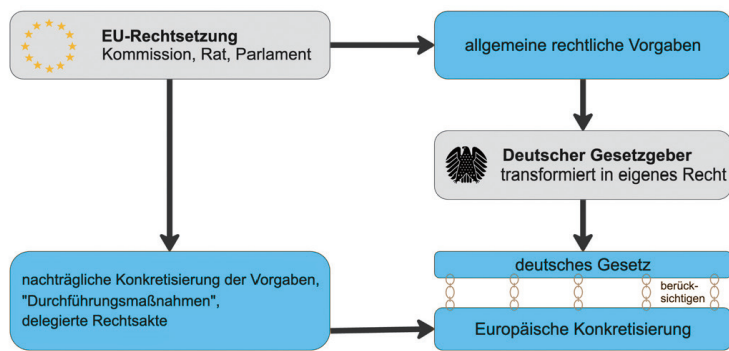 EU-Rechtsetzung
Kommission, Rat, Parlament
allgemeine rechtliche Vorgaben
Deutscher Gesetzgeber
transformiert in eigenes Recht
nachträgliche Konkretisierung der Vorgaben,
"Durchführungsmaßnahmen",
delegierte Rechtsakte
deutsches Gesetz
berück-
sichtigen
Europäische Konkretisierung